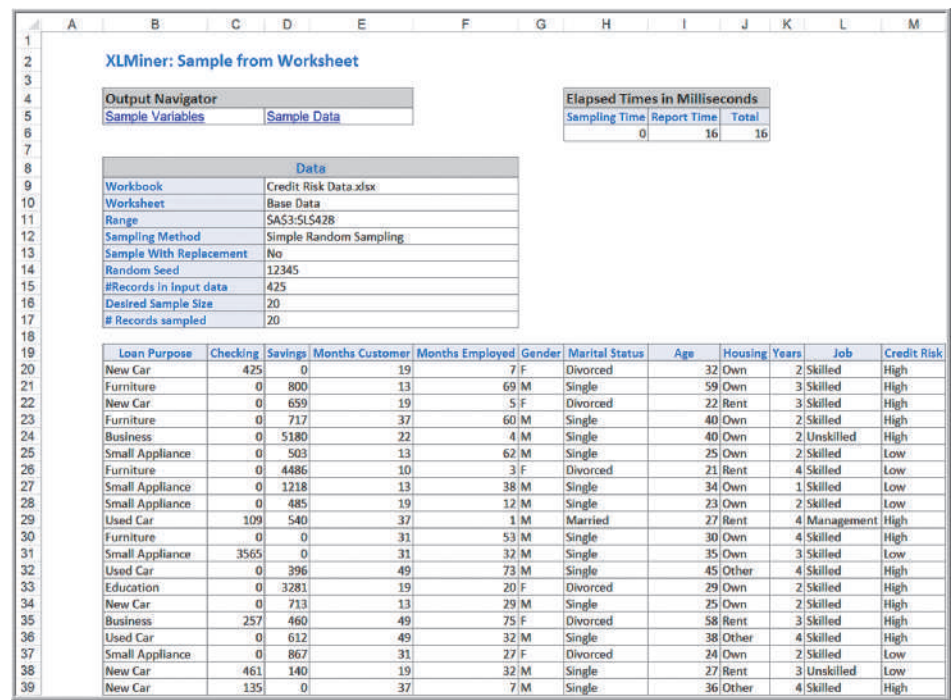 A B C D E F G H I J K L M
1
2 XLMiner: Sample from Worksheet
3
4 Output Navigator Elapsed Times in Milliseconds
5 Sample Variables Sample Data Sampling Time Report Time Total
6 0 16 16
7
8 Data
9 Workbook Credit Risk Data.xlsx
10 Worksheet Base Data
11 Range $A$3:$L$428
12 Sampling Method Simple Random Sampling
13 Sample With Replacement No
14 Random Seed 12345
15 #Records in input data 425
16 Desired Sample Size 20
17 # Records sampled 20
18
19 Loan Purpose Checking Savings Months Customer Months Employed Gender Marital Status Age Housing Years Job Credit Risk
20 New Car 425 0 19 7 F Divorced 32 Own 2 Skilled High
21 Furniture 0 800 13 69 M Single 59 Own 3 Skilled High
22 New Car 0 659 19 5 F Divorced 22 Rent 3 Skilled High
23 Furniture 0 717 37 60 M Single 40 Own 2 Skilled High
24 Business 0 5180 22 4 M Single 40 Own 2 Unskilled High
25 Small Appliance 0 503 13 62 M Single 25 Own 2 Skilled Low
26 Furniture 0 4486 10 3 F Divorced 21 Rent 4 Skilled Low
27 Small Appliance 0 1218 13 38 M Single 34 Own 1 Skilled Low
28 Small Appliance 0 485 19 12 M Single 23 Own 2 Skilled Low
29 Used Car 109 540 37 1 M Married 27 Rent 4 Management High
30 Furniture 0 0 31 53 M Single 30 Own 4 Skilled High
31 Small Appliance 3565 0 31 32 M Single 35 Own 3 Skilled Low
32 Used Car 0 396 49 73 M Single 45 Other 4 Skilled High
33 Education 0 3281 19 20 F Divorced 29 Own 2 Skilled High
34 New Car 0 713 13 29 M Single 25 Own 2 Skilled High
35 Business 257 460 49 75 F Divorced 58 Rent 3 Skilled High
36 Used Car 0 612 49 32 M Single 38 Other 4 Skilled High
37 Small Appliance 0 867 31 27 F Divorced 24 Own 2 Skilled Low
38 New Car 461 140 19 32 M Single 27 Rent 3 Unskilled Low
39 New Car 135 0 37 7 M Single 36 Other 4 Skilled High